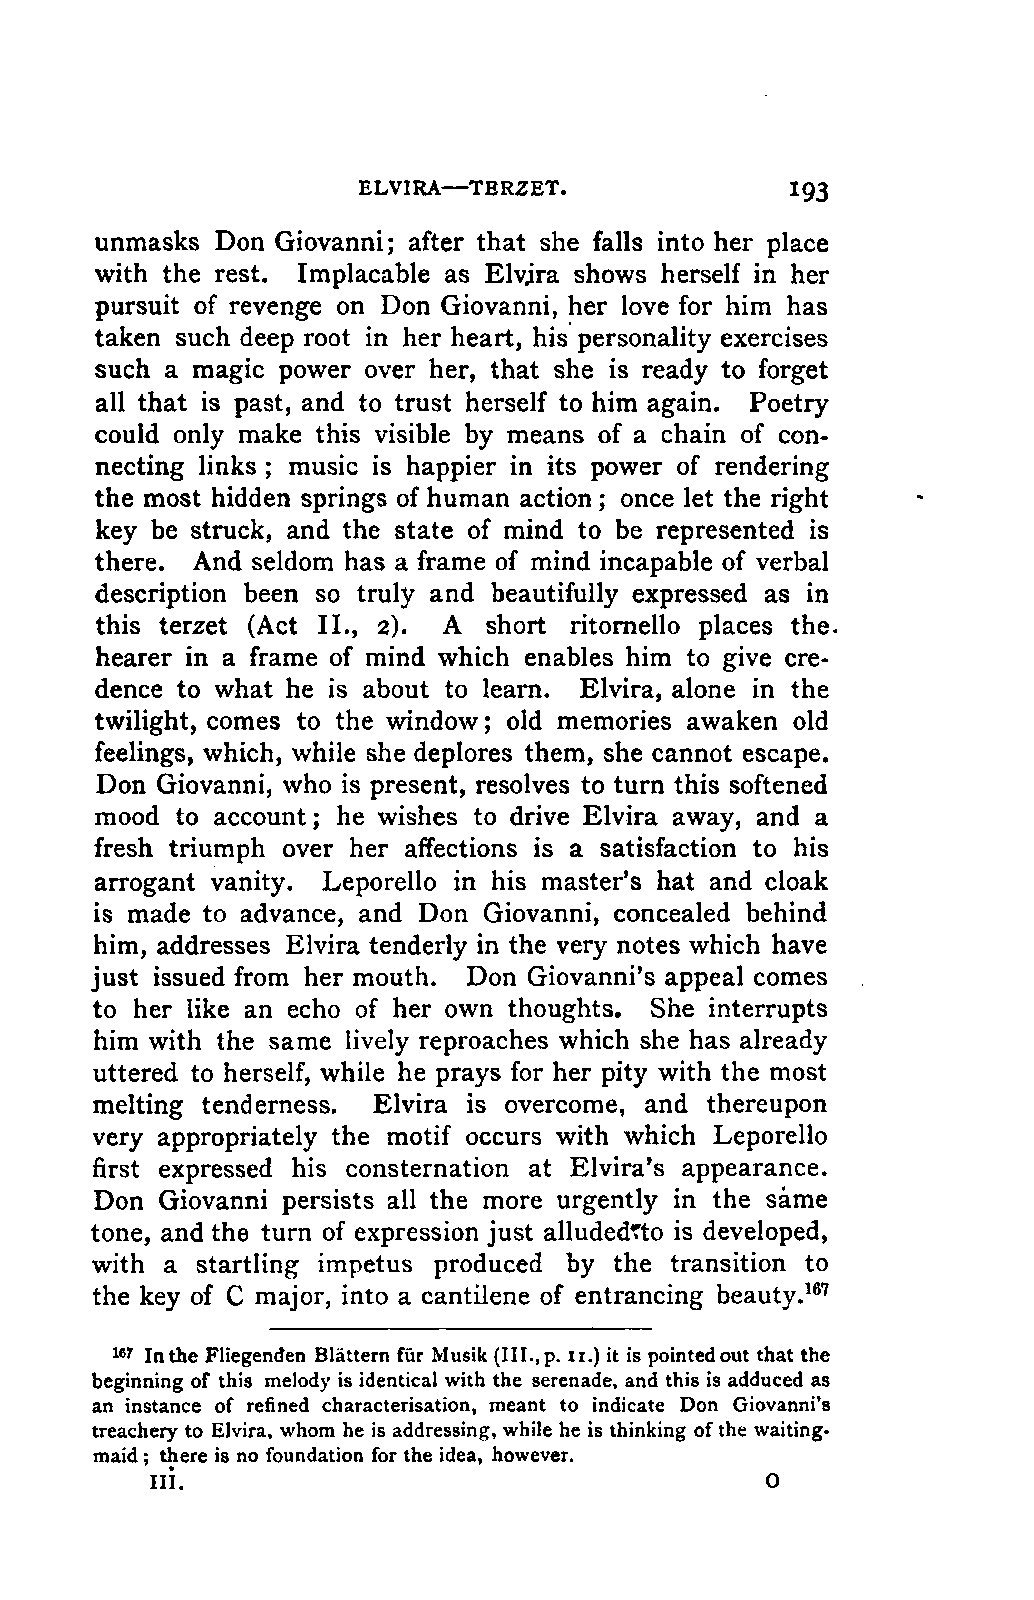 ELVIRA—TERZET. 193
unmasks Don Giovanni; after that she falls into her place
with the rest. Implacable as Elvira shows herself in her
pursuit of revenge on Don Giovanni, her love for him has
taken such deep root in her heart, his personality exercises
such a magic power over her, that she is ready to forget
all that is past, and to trust herself to him again. Poetry
could only make this visible by means of a chain of con-
necting links; music is happier in its power of rendering
the most hidden springs of human action; once let the right
key be struck, and the state of mind to be represented is
there. And seldom has a frame of mind incapable of verbal
description been so truly and beautifully expressed as in
this terzet (Act II., 2). A short ritornello places the
hearer in a frame of mind which enables him to give cre-
dence to what he is about to learn. Elvira, alone in the
twilight, comes to the window; old memories awaken old
feelings, which, while she deplores them, she cannot escape.
Don Giovanni, who is present, resolves to turn this softened
mood to account; he wishes to drive Elvira away, and a
fresh triumph over her affections is a satisfaction to his
arrogant vanity. Leporello in his master's hat and cloak
is made to advance, and Don Giovanni, concealed behind
him, addresses Elvira tenderly in the very notes which have
just issued from her mouth. Don Giovanni's appeal comes
to her like an echo of her own thoughts. She interrupts
him with the same lively reproaches which she has already
uttered to herself, while he prays for her pity with the most
melting tenderness. Elvira is overcome, and thereupon
very appropriately the motif occurs with which Leporello
first expressed his consternation at Elvira's appearance.
Don Giovanni persists all the more urgently in the same
tone, and the turn of expression just alluded to is developed,
with a startling impetus produced by the transition to
the key of C major, into a cantilene of entrancing beauty.¹⁶⁷
¹⁶⁷ In the Fliegenden Blättern für Musik (III., p. 11.) it is pointed out that the
beginning of this melody is identical with the serenade, and this is adduced as
an instance of refined characterisation, meant to indicate Don Giovanni's
treachery to Elvira, whom he is addressing, while he is thinking of the waiting-
maid; there is no foundation for the idea, however.
III. O